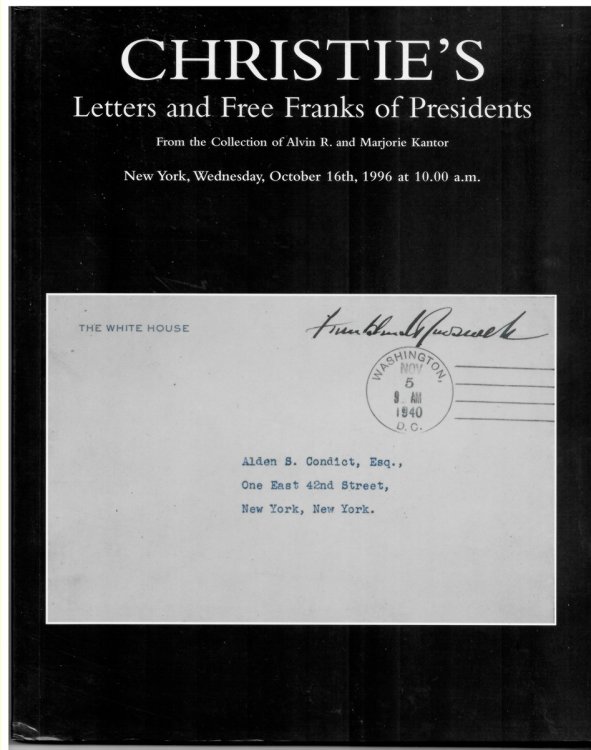 CHRISTIE'S
Letters and Free Franks of Presidents
From the Collection of Alvin R. and Marjorie Kantor
New York, Wednesday, October 16th, 1996 at 10.00 a.m.
THE WHITE HOUSE
Franklin D Roosevelt
WASHINGTON,
NOV
5
9 AM
1940
D.C.
Alden S. Condict, Esq.,
One East 42nd Street,
New York, New York.